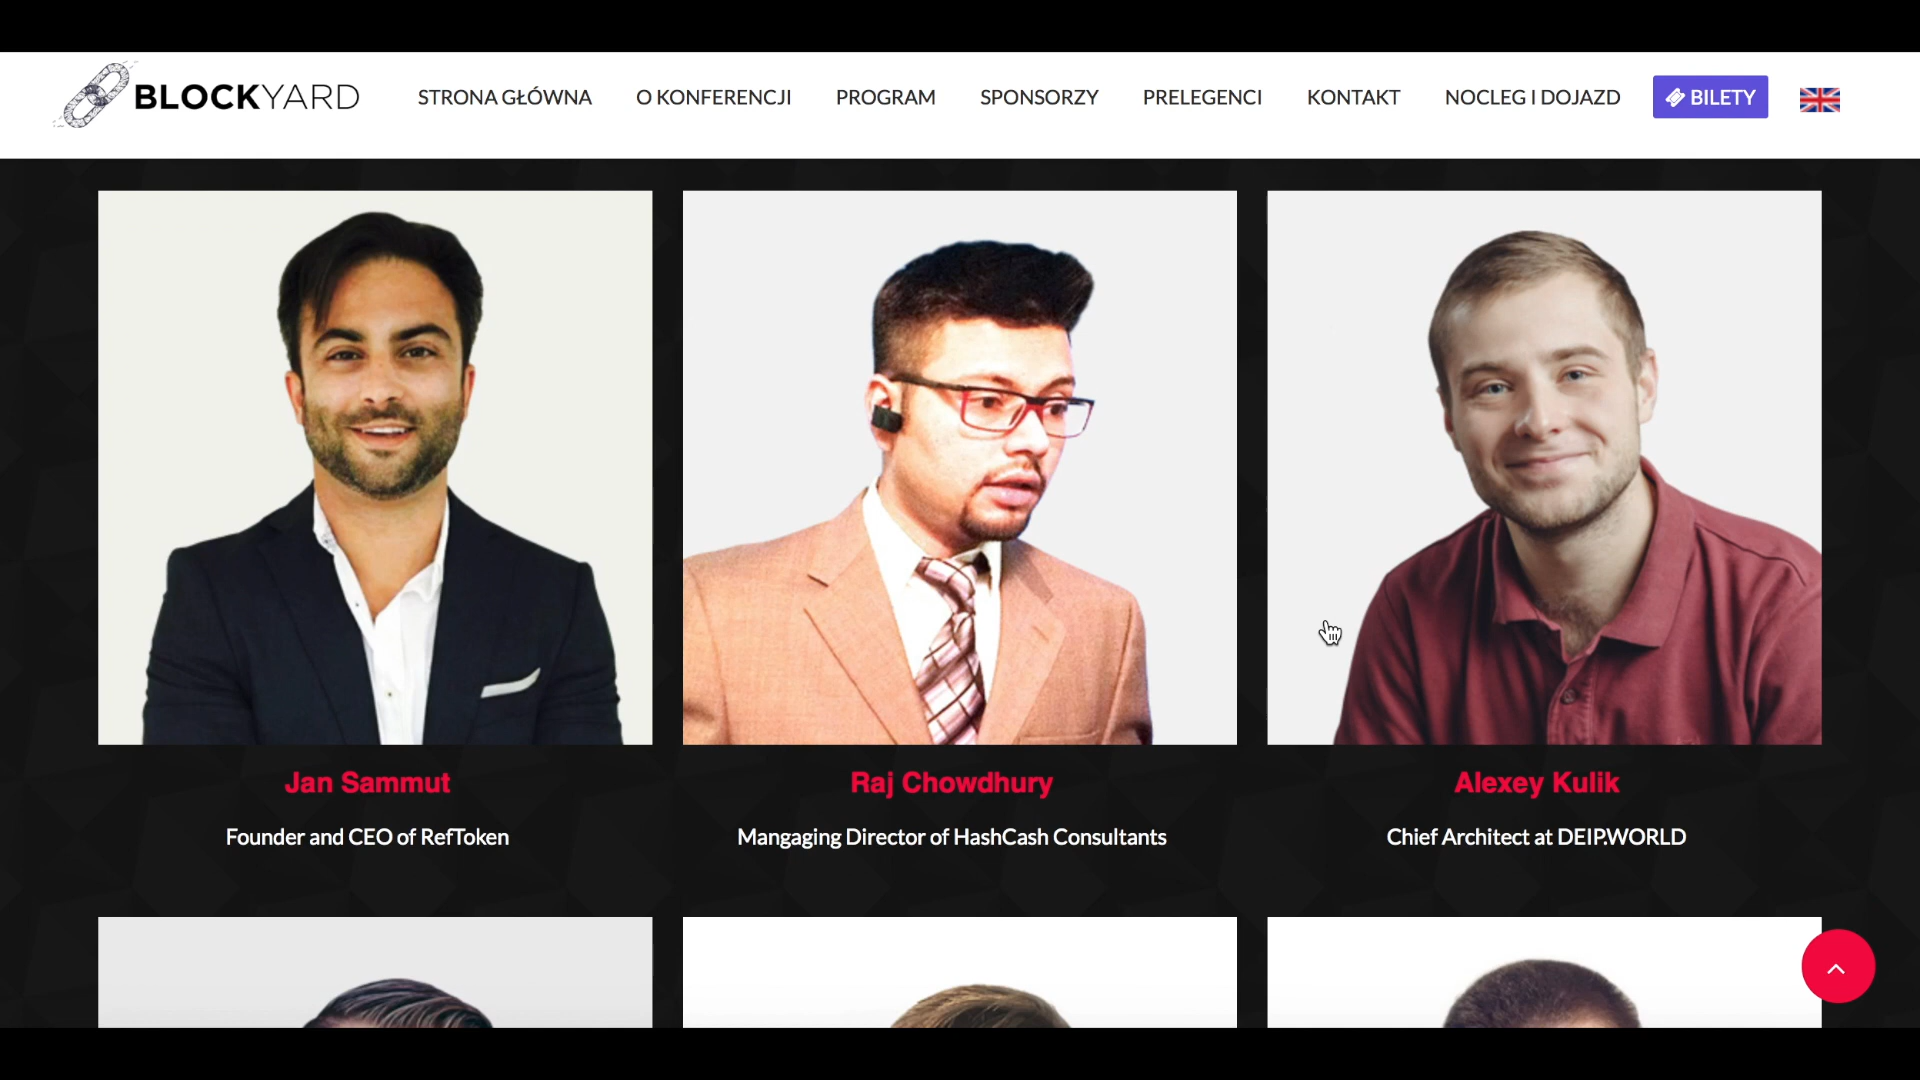 BLOCKYARD
STRONA GŁÓWNA
O KONFERENCJI
PROGRAM
SPONSORZY
PRELEGENCI
KONTAKT
NOCLEG I DOJAZD
BILETY
Jan Sammut
Founder and CEO of RefToken
Raj Chowdhury
Mangaging Director of HashCash Consultants
Alexey Kulik
Chief Architect at DEIP.WORLD